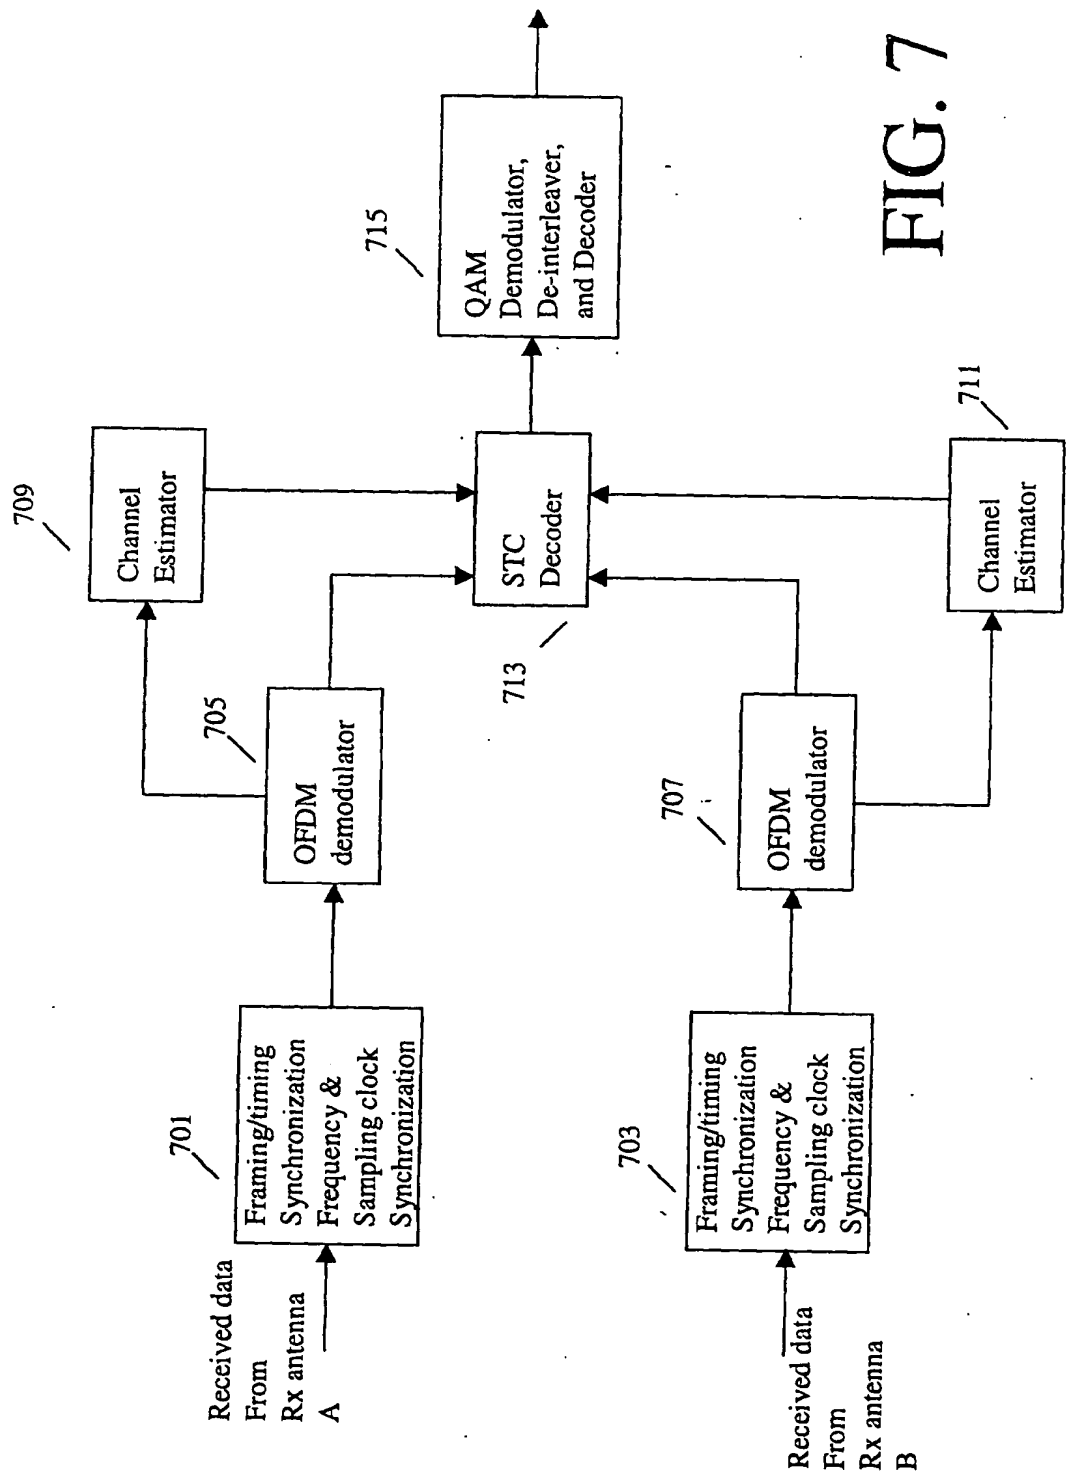 Received data
From
Rx antenna
A
701
Framing/timing
Synchronization
Frequency &
Sampling clock
Synchronization
705
OFDM
demodulator
709
Channel
Estimator
713
STC
Decoder
715
QAM
Demodulator,
De-interleaver,
and Decoder
Received data
From
Rx antenna
B
703
Framing/timing
Synchronization
Frequency &
Sampling clock
Synchronization
707
OFDM
demodulator
711
Channel
Estimator
FIG. 7